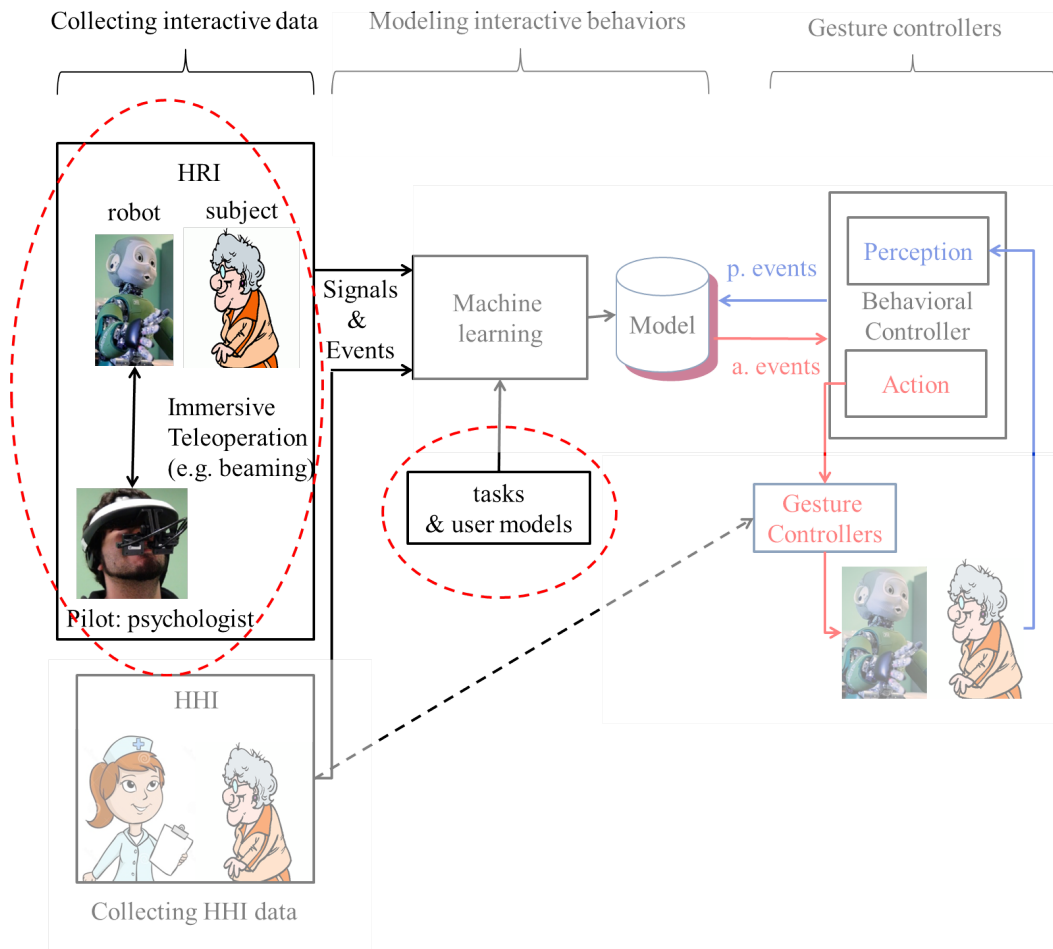 Collecting interactive data
Modeling interactive behaviors
Gesture controllers
HRI
robot
subject
Immersive
Teleoperation
(e.g. beaming)
Pilot: psychologist
Signals
&
Events
Machine
learning
Model
p. events
a. events
Perception
Behavioral
Controller
Action
tasks
& user models
Gesture
Controllers
HHI
Collecting HHI data